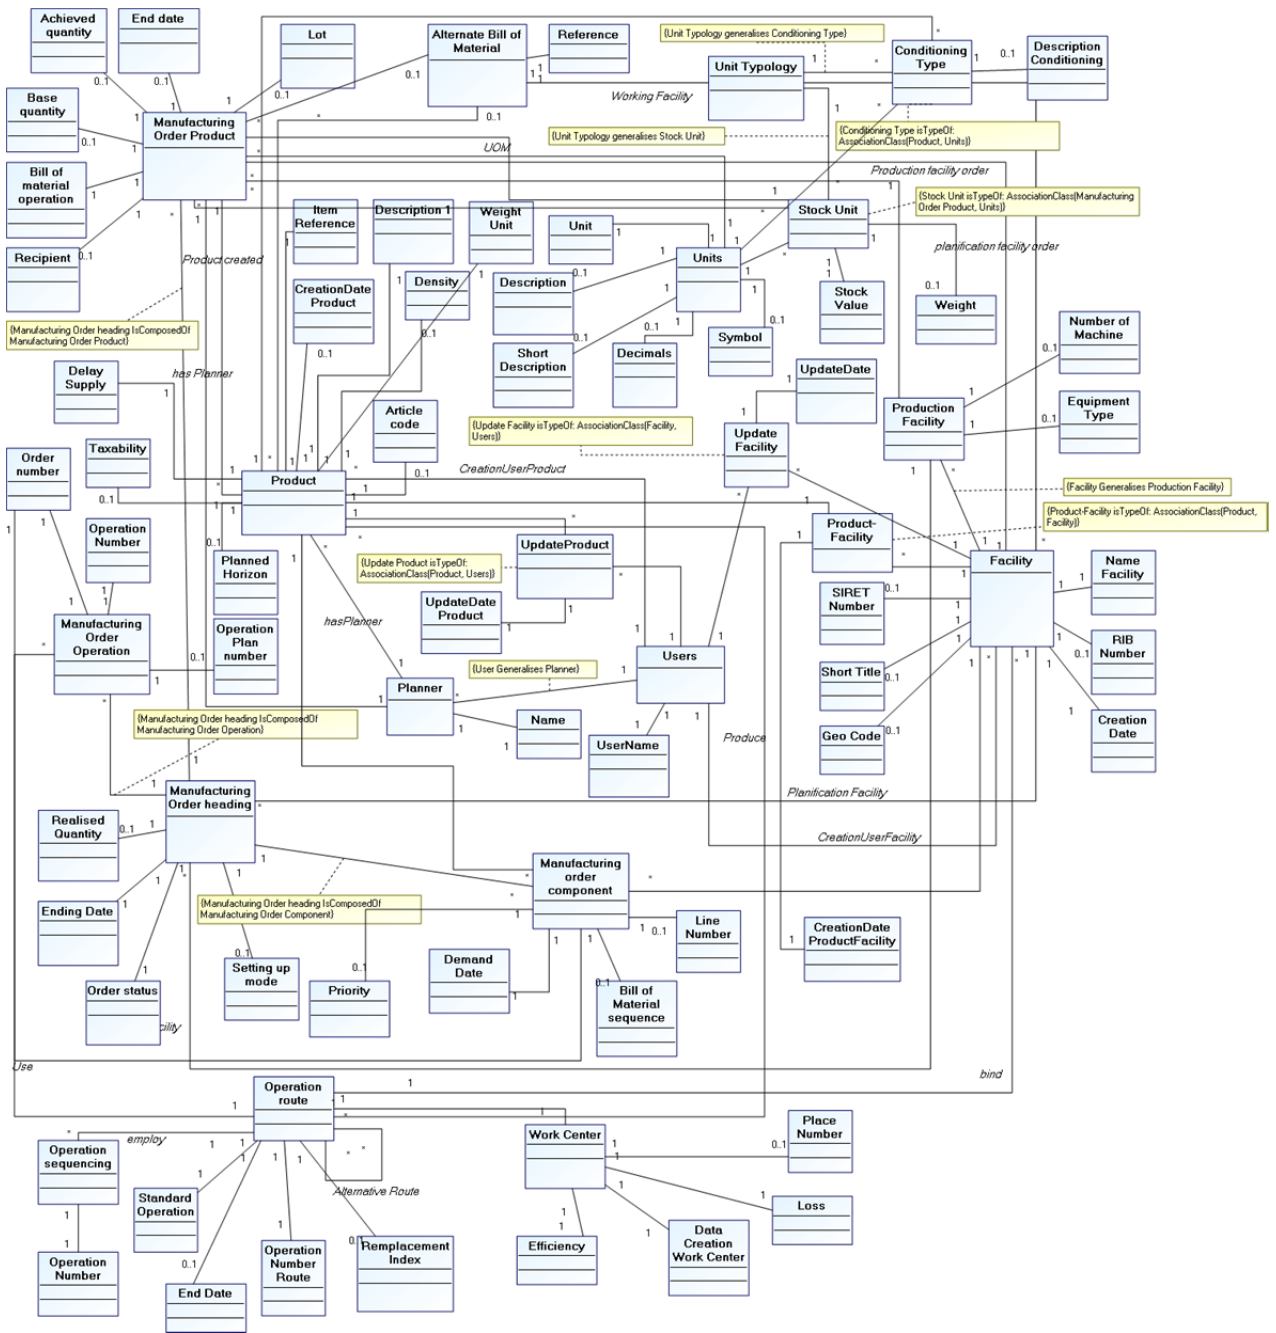 Achieved
quantity
End date
Lot
Alternate Bill of
Material
Reference
{Unit Typology generalises Conditioning Type}
Conditioning
Type
Description
Conditioning
Unit Typology
Working Facility
Base
quantity
Manufacturing
Order Product
{Unit Typology generalises Stock Unit}
{Conditioning Type isTypeOf:
AssociationClass(Product, Units)}
UOM
Production facility order
Bill of
material
operation
Item
Reference
Description 1
Weight
Unit
Unit
Stock Unit
{Stock Unit isTypeOf: AssociationClass(Manufacturing
Order Product, Units)}
planification facility order
Recipient
Product created
Units
CreationDate
Product
Density
Description
Stock
Value
Weight
{Manufacturing Order heading IsComposedOf
Manufacturing Order Product}
Short
Description
Decimals
Symbol
Number of
Machine
Delay
Supply
has Planner
UpdateDate
Article
code
{Update Facility isTypeOf: AssociationClass(Facility,
Users)}
Update
Facility
Production
Facility
Equipment
Type
Order
number
Taxability
Product
CreationUserProduct
{Facility Generalises Production Facility}
{Product-Facility isTypeOf: AssociationClass(Product,
Facility)}
Operation
Number
Planned
Horizon
{Update Product isTypeOf:
AssociationClass(Product, Users)}
UpdateProduct
Product-
Facility
Facility
Name
Facility
UpdateDate
Product
SIRET
Number
Manufacturing
Order
Operation
Operation
Plan
number
hasPlanner
RIB
Number
{User Generalises Planner}
Users
Short Title
Planner
{Manufacturing Order heading IsComposedOf
Manufacturing Order Operation}
Name
UserName
Produce
Geo Code
Creation
Date
Manufacturing
Order heading
Planification Facility
Realised
Quantity
CreationUserFacility
Manufacturing
order
component
Ending Date
{Manufacturing Order heading IsComposedOf
Manufacturing Order Component}
Line
Number
CreationDate
ProductFacility
Setting up
mode
Demand
Date
Order status
Priority
Bill of
Material
sequence
cility
Use
bind
Operation
route
employ
Operation
sequencing
Work Center
Place
Number
Standard
Operation
Alternative Route
Loss
Operation
Number
Operation
Number
Route
Remplacement
Index
Efficiency
Data
Creation
Work Center
End Date